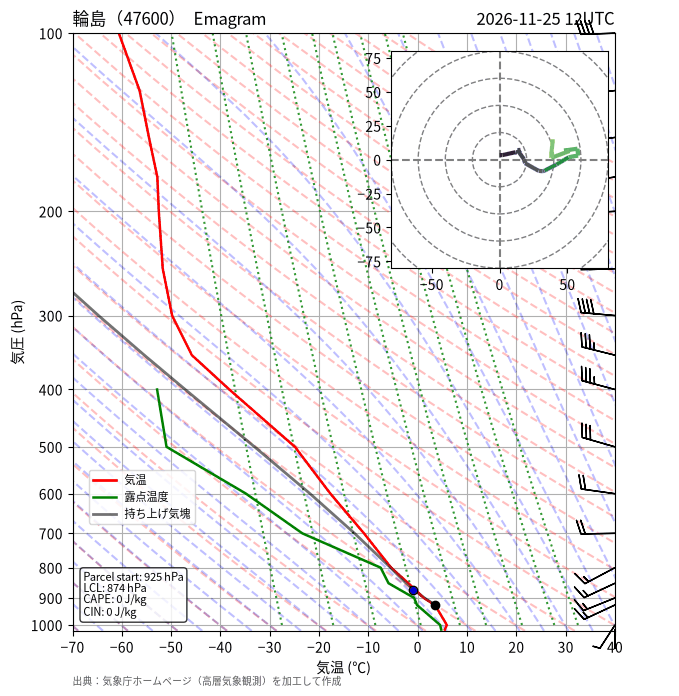 輪島（47600） Emagram
2026-11-25 12UTC
100
200
300
400
500
600
700
800
900
1000
気圧 (hPa)
75
50
25
0
−25
−50
−75
−50
0
50
気温
露点温度
持ち上げ気塊
Parcel start: 925 hPa
LCL: 874 hPa
CAPE: 0 J/kg
CIN: 0 J/kg
−70
−60
−50
−40
−30
−20
−10
0
10
20
30
40
気温 (°C)
出典：気象庁ホームページ（高層気象観測）を加工して作成